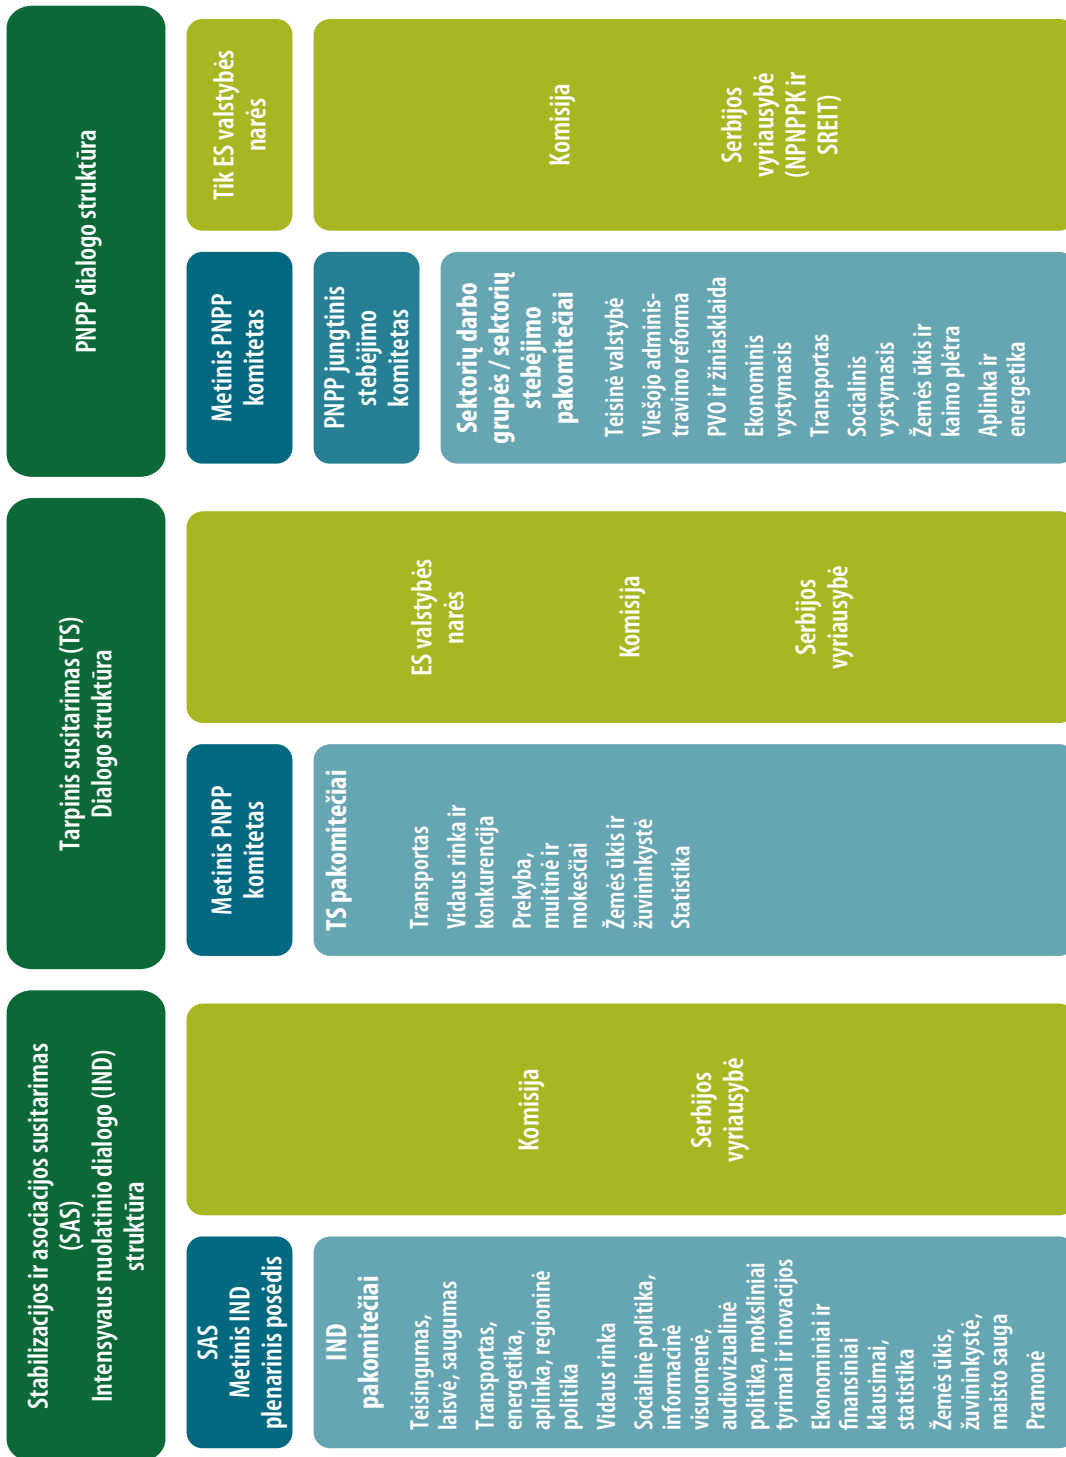 Stabilizacijos ir asociacijos susitarimas
(SAS)
Intensyvaus nuolatinio dialogo (IND)
struktūra
SAS
Metinis IND
plenarinis posėdis
IND
pakomitečiai
Teisingumas,
laisvė, saugumas
Transportas,
energetika,
aplinka, regioninė
politika
Vidaus rinka
Socialinė politika,
informacinė
visuomenė,
audiovizualinė
politika, moksliniai
tyrimai ir inovacijos
Ekonominiai ir
finansiniai
klausimai,
statistika
Žemės ūkis,
žuvininkystė,
maisto sauga
Pramonė
Komisija
Serbijos
vyriausybė
Tarpinis susitarimas (TS)
Dialogo struktūra
Metinis PNPP
komitetas
TS pakomitečiai
Transportas
Vidaus rinka ir
konkurencija
Prekyba,
muitinė ir
mokesčiai
Žemės ūkis ir
žuvininkystė
Statistika
ES valstybės
narės
Komisija
Serbijos
vyriausybė
PNPP dialogo struktūra
Metinis PNPP
komitetas
PNPP jungtinis
stebėjimo
komitetas
Sektorių darbo
grupės / sektorių
stebėjimo
pakomitečiai
Teisinė valstybė
Viešojo adminis-
travimo reforma
PVO ir žiniasklaida
Ekonominis
vystymasis
Transportas
Socialinis
vystymasis
Žemės ūkis ir
kaimo plėtra
Aplinka ir
energetika
Tik ES valstybės
narės
Komisija
Serbijos
vyriausybė
(NPNPPK ir
SREIT)